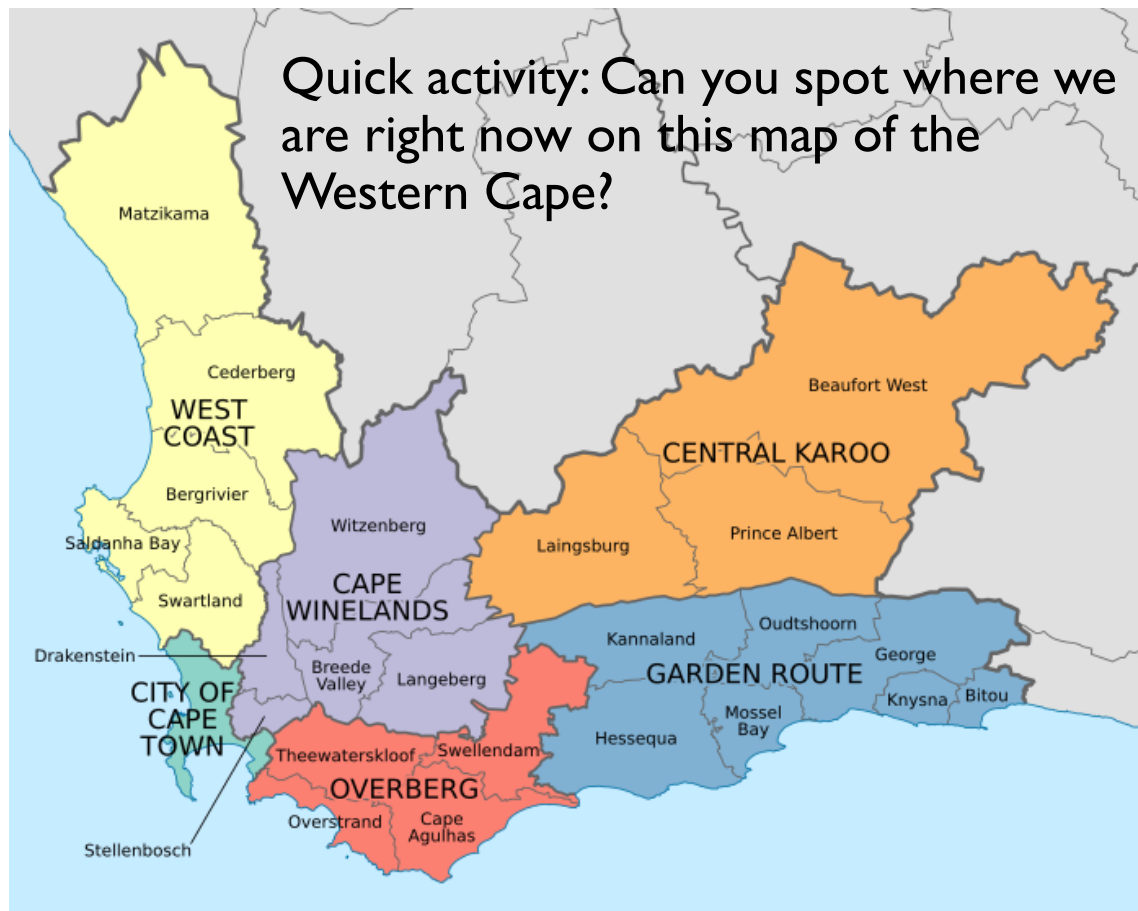 Quick activity: Can you spot where we
are right now on this map of the
Western Cape?
Matzikama
Cederberg
WEST
COAST
Bergrivier
Saldanha Bay
Swartland
Beaufort West
CENTRAL KAROO
Laingsburg
Prince Albert
Witzenberg
CAPE
WINELANDS
Drakenstein
Breede
Valley
Langeberg
CITY OF
CAPE
TOWN
Stellenbosch
Kannaland
Oudtshoorn
George
GARDEN ROUTE
Knysna
Bitou
Mossel
Bay
Hessequa
Theewaterskloof
Swellendam
OVERBERG
Overstrand
Cape
Agulhas